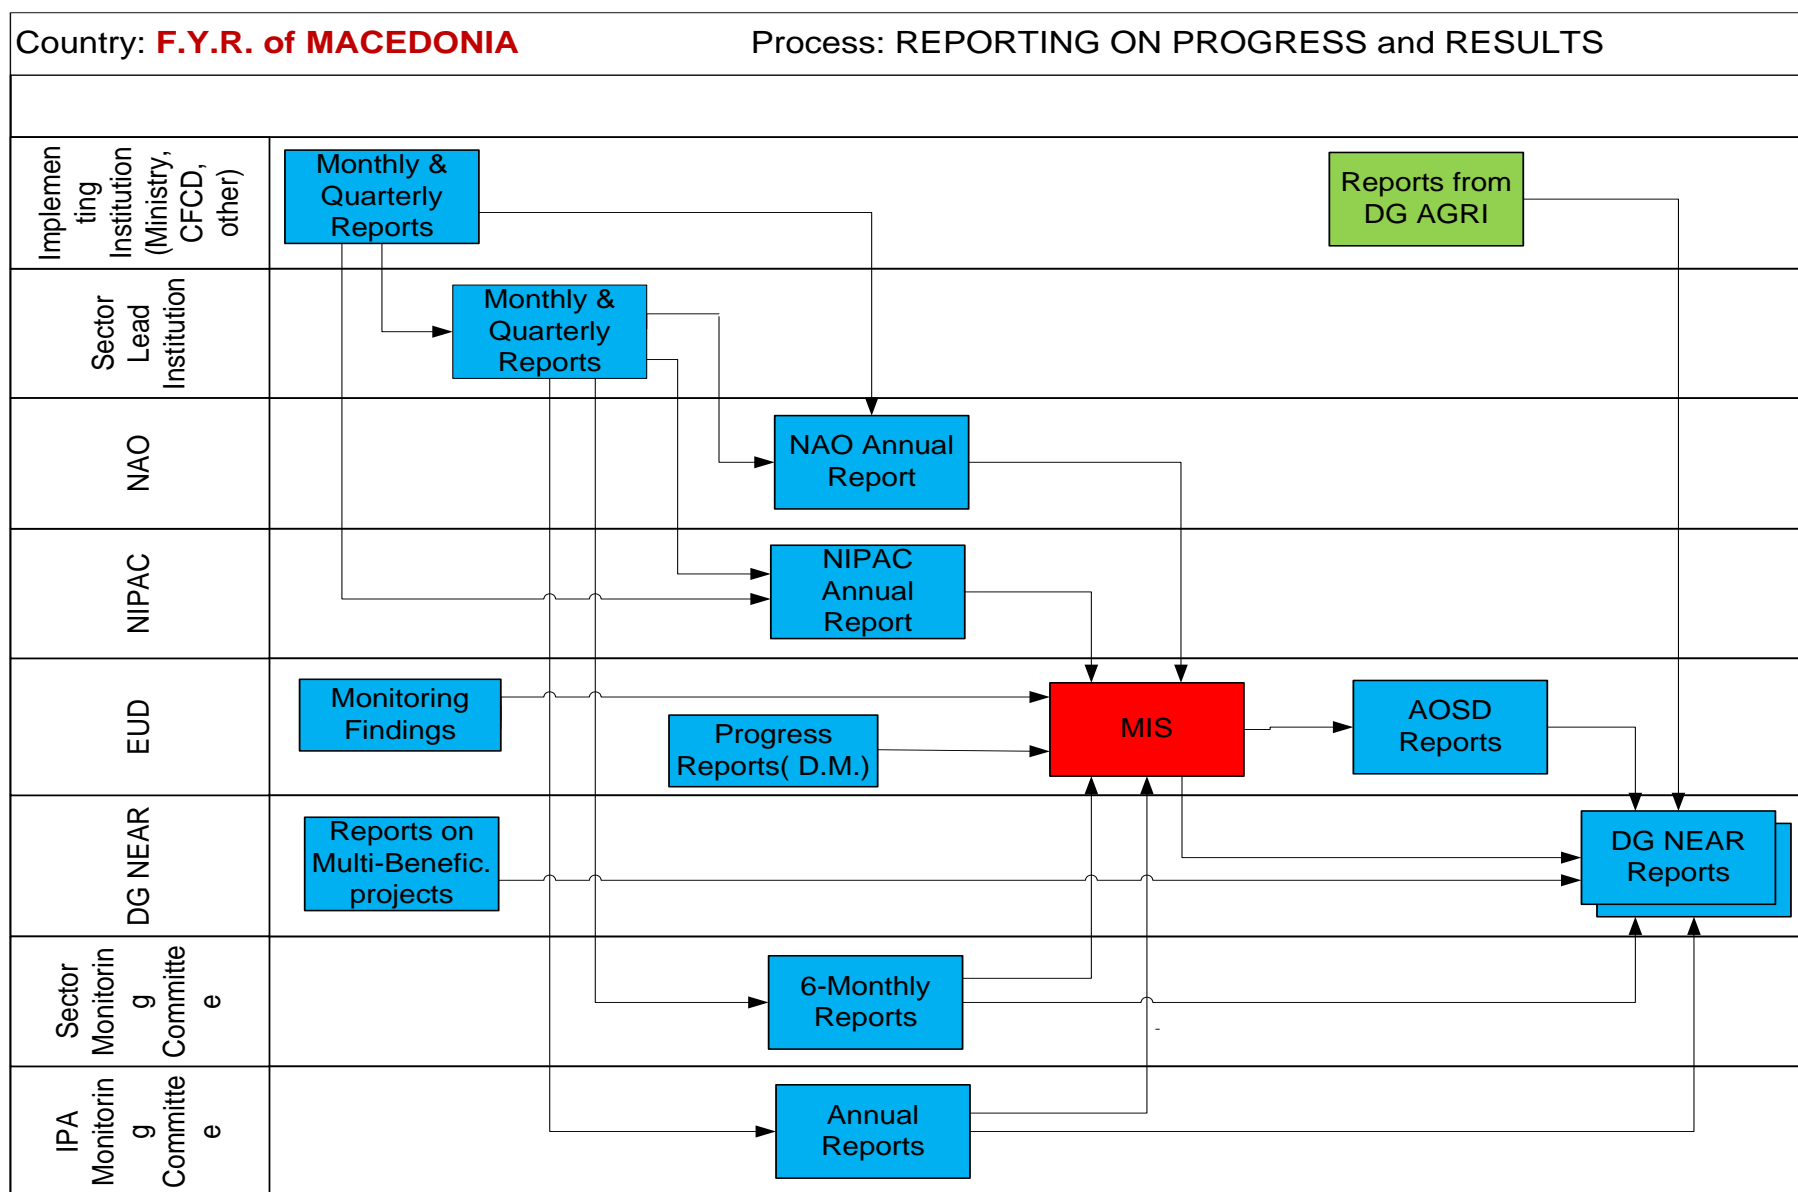 Country: F.Y.R. of MACEDONIA
Process: REPORTING ON PROGRESS and RESULTS
Implemen
ting
Institution
(Ministry,
CFCD,
other)
Monthly &
Quarterly
Reports
Reports from
DG AGRI
Sector
Lead
Institution
Monthly &
Quarterly
Reports
NAO
NAO Annual
Report
NIPAC
NIPAC
Annual
Report
EUD
Monitoring
Findings
Progress
Reports( D.M.)
MIS
AOSD
Reports
DG NEAR
Reports on
Multi-Benefic.
projects
DG NEAR
Reports
Sector
Monitorin
g
Committe
e
6-Monthly
Reports
-
IPA
Monitorin
g
Committe
e
Annual
Reports